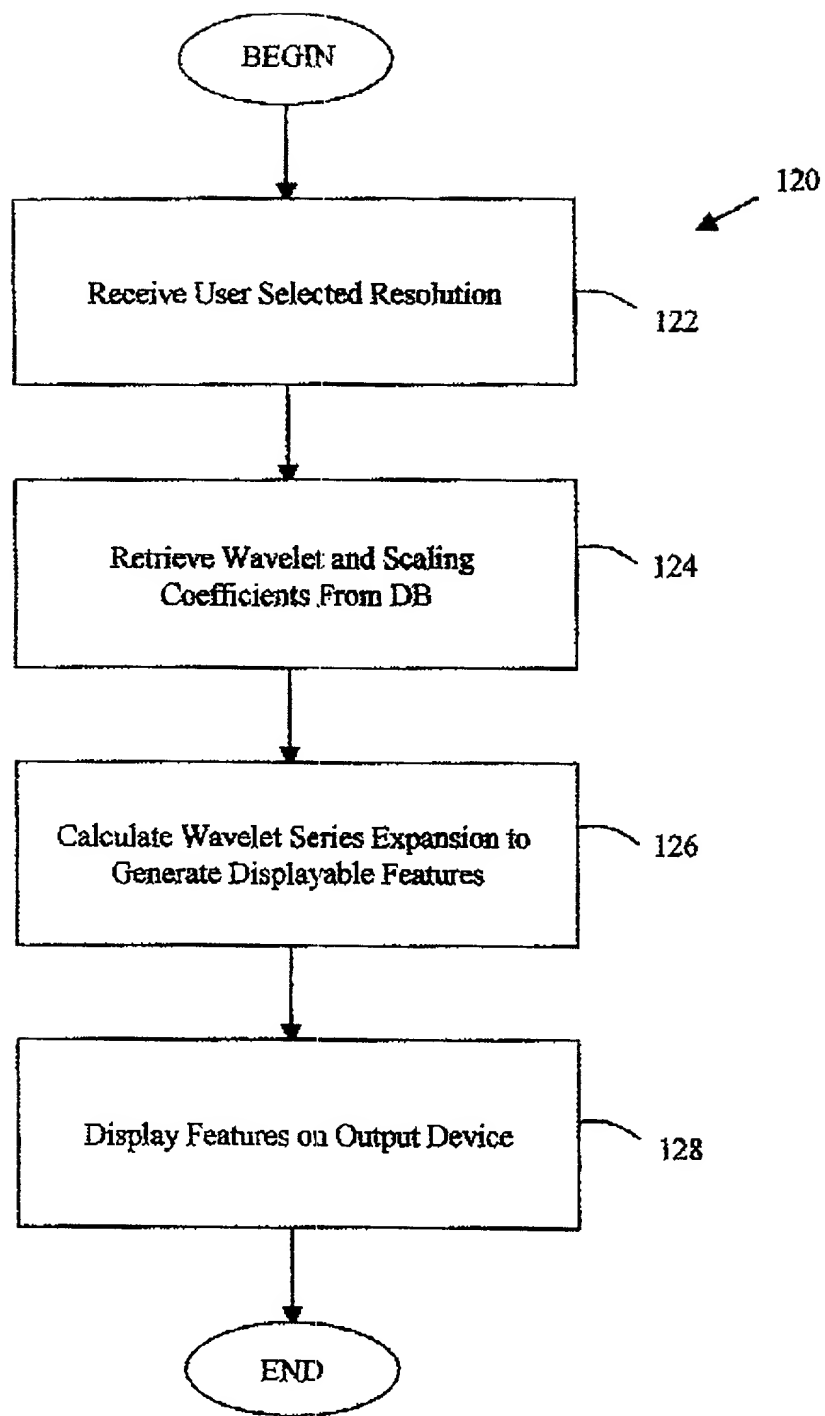 BEGIN
120
Receive User Selected Resolution
122
Retrieve Wavelet and Scaling
Coefficients From DB
124
Calculate Wavelet Series Expansion to
Generate Displayable Features
126
Display Features on Output Device
128
END